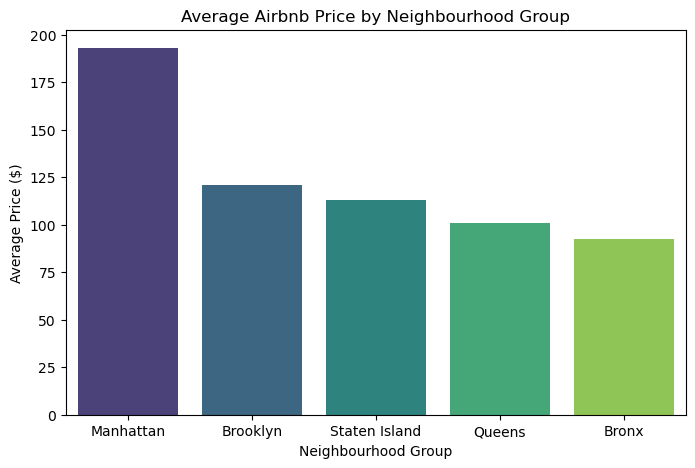 Average Airbnb Price by Neighbourhood Group
200
175
150
125
100
75
50
25
0
Average Price ($)
Manhattan Brooklyn Staten Island Queens Bronx
Neighbourhood Group